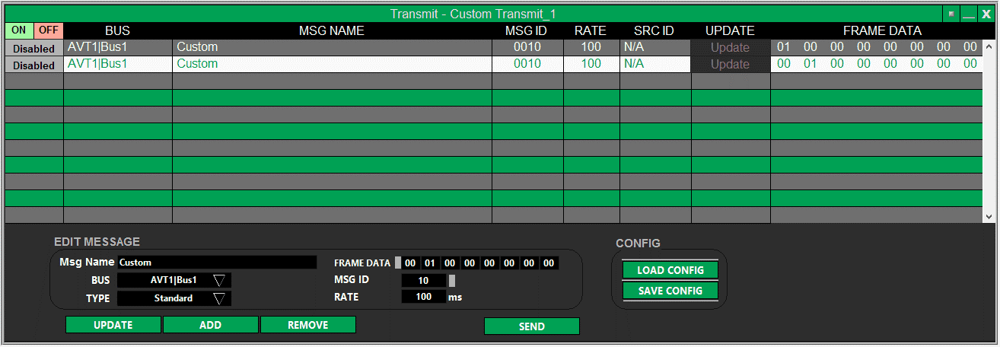 Transmit - Custom Transmit_1
ON OFF BUS MSG NAME MSG ID RATE SRC ID UPDATE FRAME DATA
Disabled AVT1|Bus1 Custom 0010 100 N/A Update 01 00 00 00 00 00 00 00
Disabled AVT1|Bus1 Custom 0010 100 N/A Update 00 01 00 00 00 00 00 00
EDIT MESSAGE
Msg Name Custom
BUS AVT1|Bus1
TYPE Standard
FRAME DATA 00 01 00 00 00 00 00 00
MSG ID 10
RATE 100 ms
UPDATE ADD REMOVE SEND
CONFIG
LOAD CONFIG
SAVE CONFIG